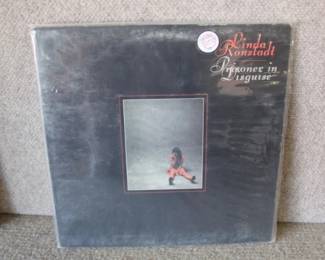 Linda
Ronstadt
Prisoner in
Disguise